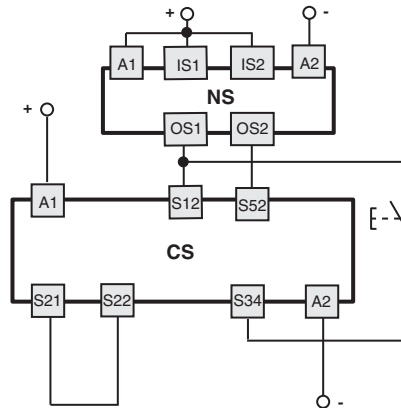 + -
A1 IS1 IS2 A2
NS
OS1 OS2
+
A1 S12 S52
CS
S21 S22 S34 A2
-